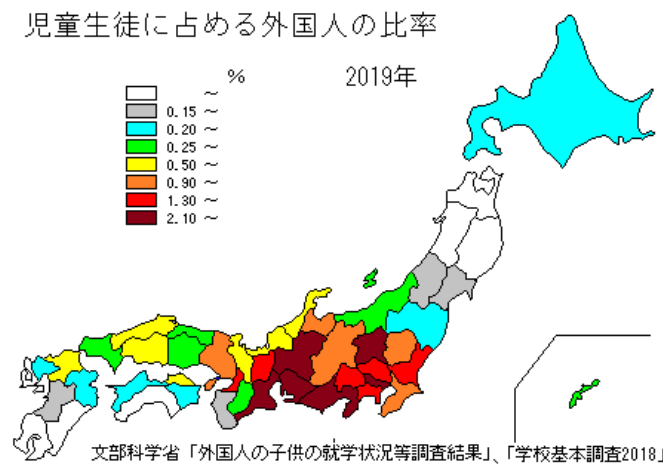 児童生徒に占める外国人の比率
% 2019年
～
0.15 ～
0.20 ～
0.25 ～
0.50 ～
0.90 ～
1.30 ～
2.10 ～
文部科学省「外国人の子供の就学状況等調査結果」、「学校基本調査2018」